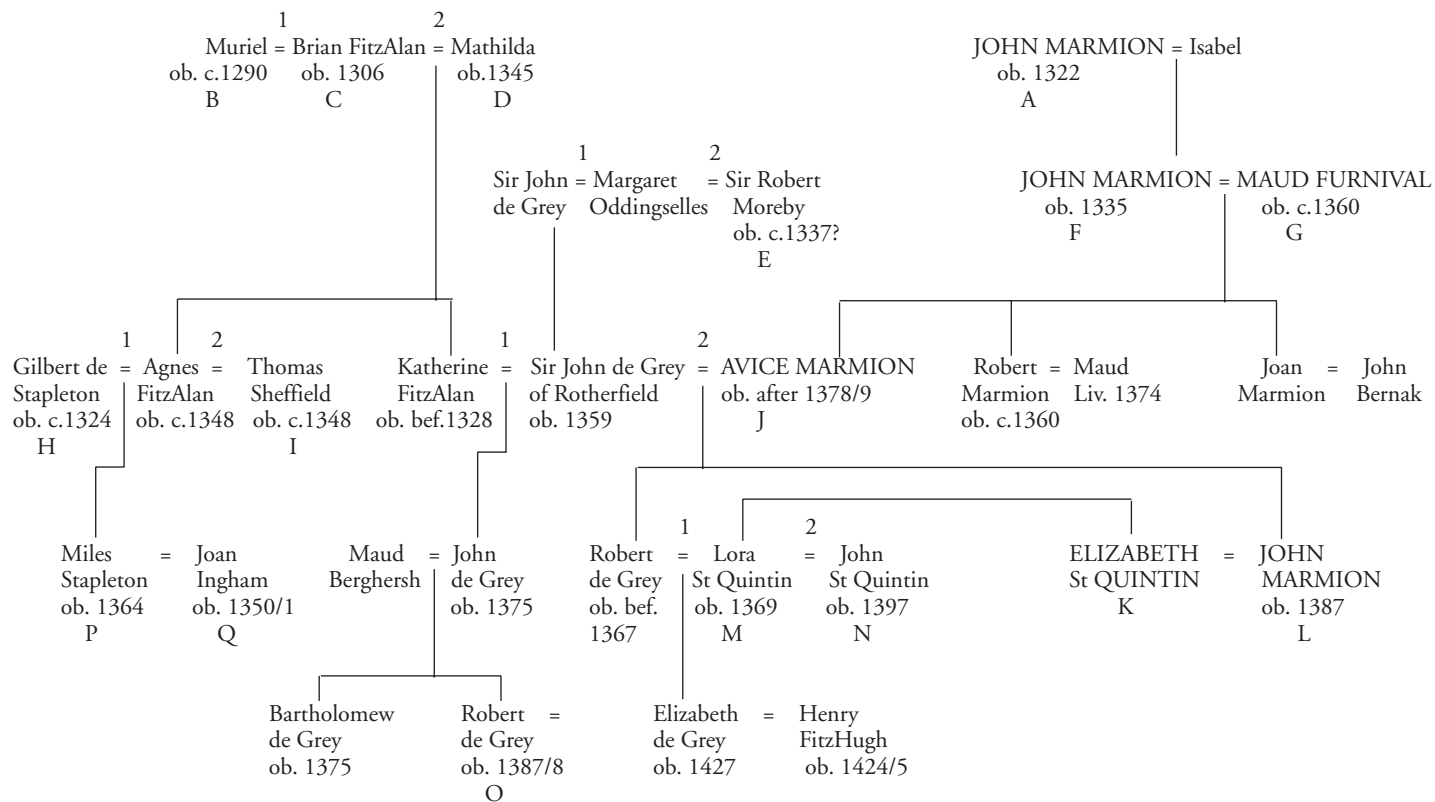 1 2
Muriel = Brian FitzAlan = Mathilda JOHN MARMION = Isabel
ob. c.1290 ob. 1306 ob.1345 ob. 1322
B C D A
1 2
Sir John = Margaret = Sir Robert JOHN MARMION = MAUD FURNIVAL
de Grey Oddingselles Moreby ob. 1335 ob. c.1360
ob. c.1337? F G
E
1 2 1 2
Gilbert de = Agnes = Thomas Katherine = Sir John de Grey = AVICE MARMION Robert = Maud Joan = John
Stapleton FitzAlan Sheffield FitzAlan of Rotherfield ob. after 1378/9 Marmion Liv. 1374 Marmion Bernak
ob. c.1324 ob. c.1348 ob. c.1348 ob. bef.1328 ob. 1359 J ob. c.1360
H I
1 2
Miles = Joan Maud = John Robert = Lora = John ELIZABETH = JOHN
Stapleton Ingham Berghersh de Grey de Grey St Quintin St Quintin St QUINTIN MARMION
ob. 1364 ob. 1350/1 ob. 1375 ob. bef. ob. 1369 ob. 1397 K ob. 1387
P Q 1367 M N L
Bartholomew Robert = Elizabeth = Henry
de Grey de Grey de Grey FitzHugh
ob. 1375 ob. 1387/8 ob. 1427 ob. 1424/5
O